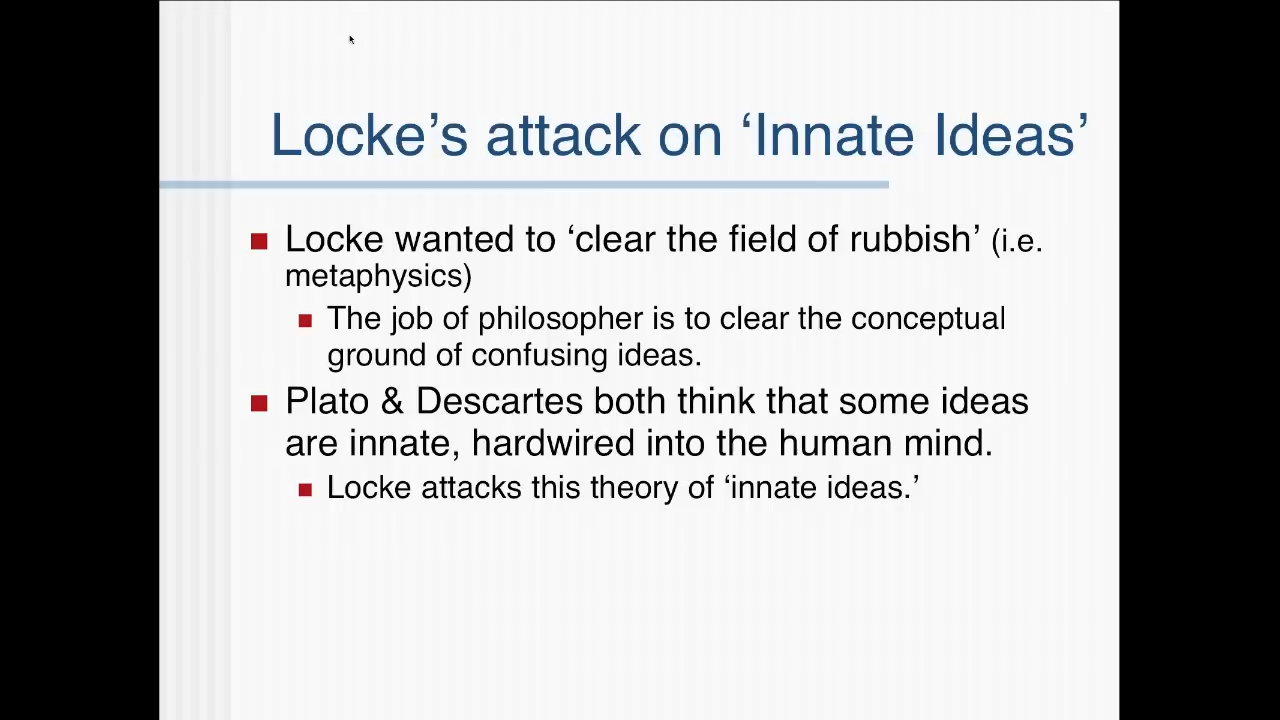 Locke’s attack on ‘Innate Ideas’
Locke wanted to ‘clear the field of rubbish’ (i.e.
metaphysics)
The job of philosopher is to clear the conceptual
ground of confusing ideas.
Plato & Descartes both think that some ideas
are innate, hardwired into the human mind.
Locke attacks this theory of ‘innate ideas.’